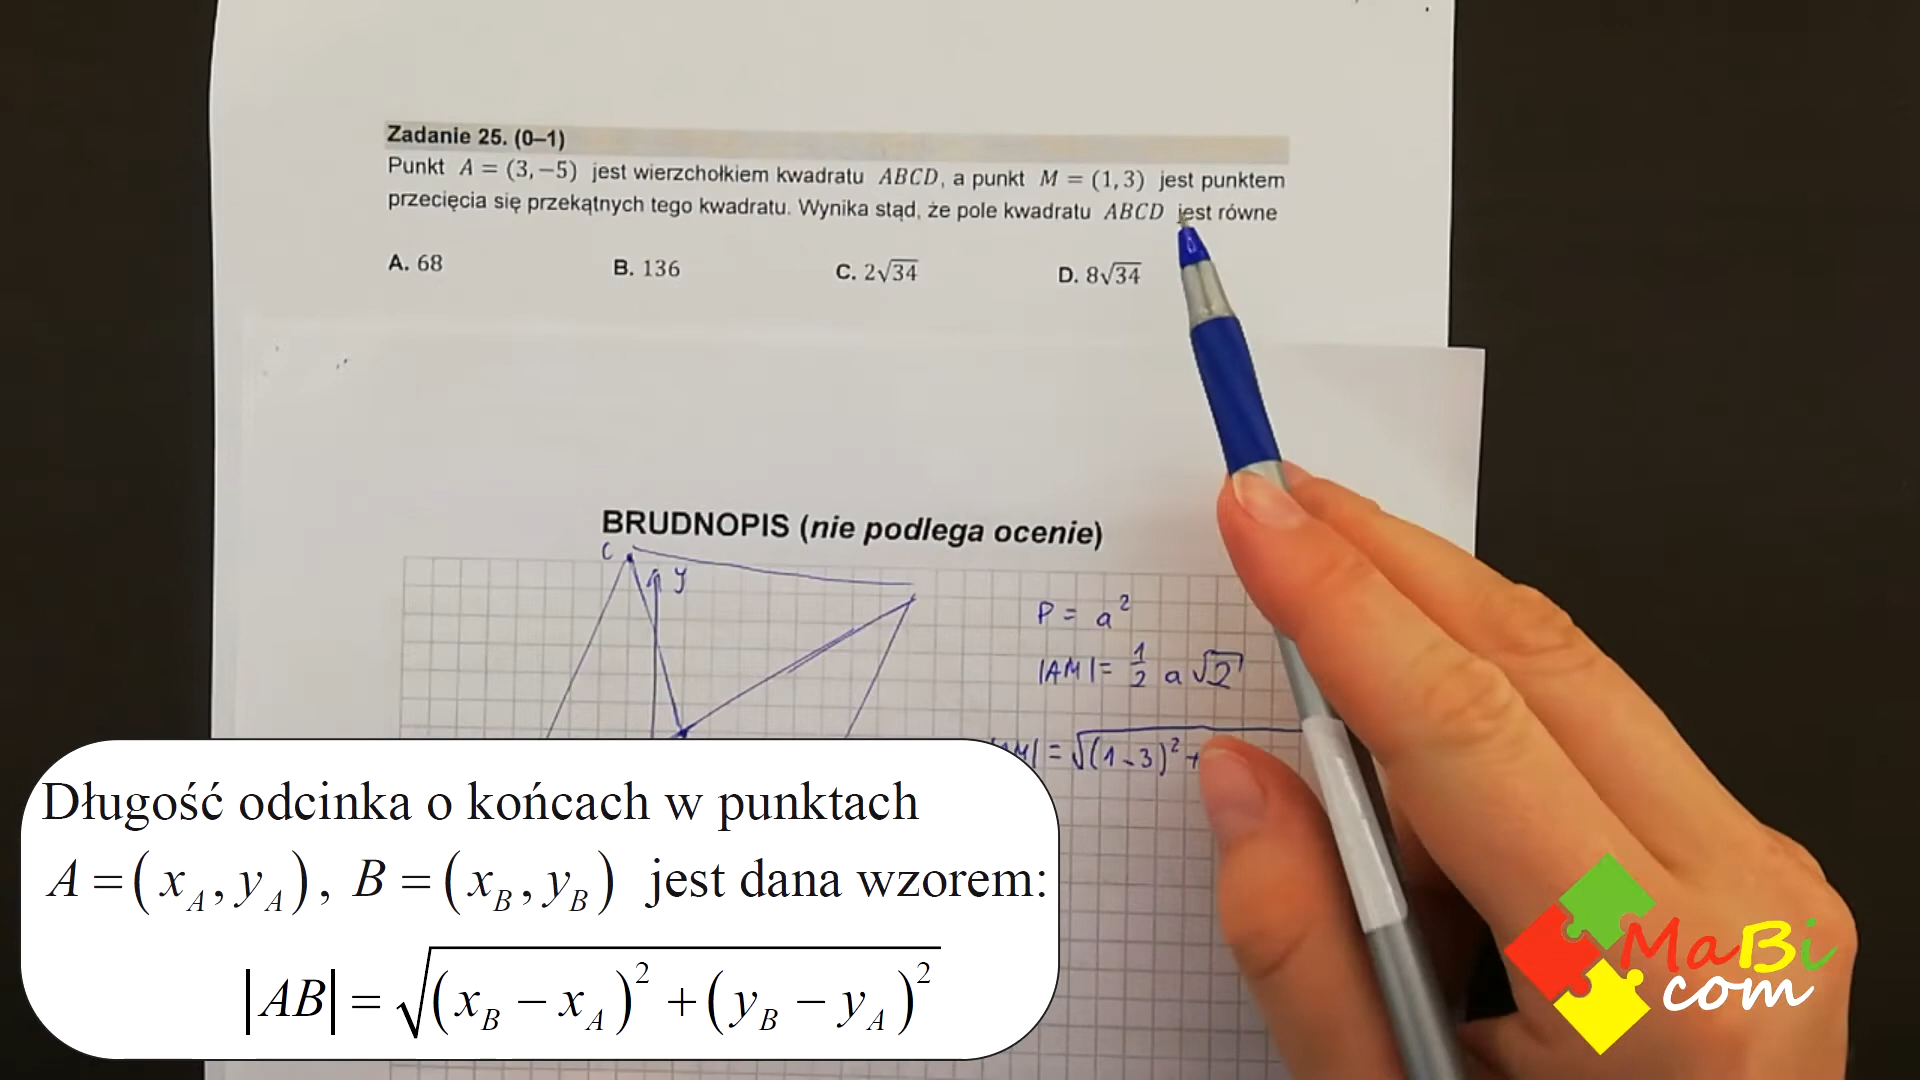 Zadanie 25. (0–1)
Punkt A = (3, −5) jest wierzchołkiem kwadratu ABCD, a punkt M = (1, 3) jest punktem
przecięcia się przekątnych tego kwadratu. Wynika stąd, że pole kwadratu ABCD jest równe
A. 68 B. 136 C. 2√34 D. 8√34
BRUDNOPIS (nie podlega ocenie)
C
y
P = a²
|AM| = 1/2 a √2
M| = √(1-3)² +
Długość odcinka o końcach w punktach
A = (x_A, y_A), B = (x_B, y_B) jest dana wzorem:
|AB| = √(x_B − x_A)² + (y_B − y_A)²
MaBi
com